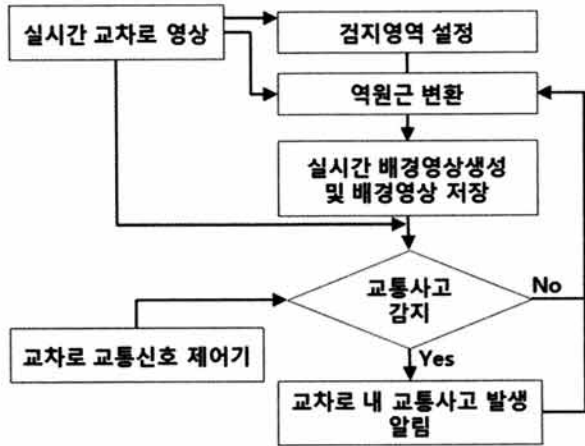 실시간 교차로 영상
검지영역 설정
역원근 변환
실시간 배경영상생성
및 배경영상 저장
교통사고
감지
No
교차로 교통신호 제어기
Yes
교차로 내 교통사고 발생
알림